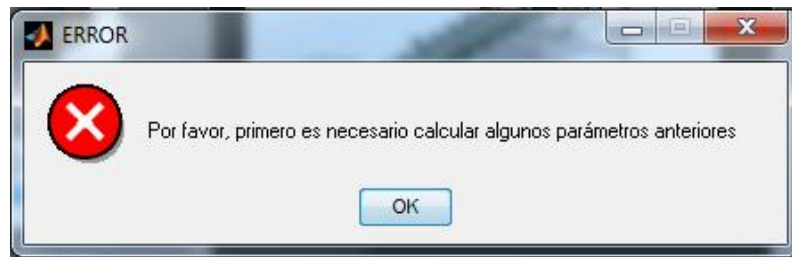 ERROR
Por favor, primero es necesario calcular algunos parámetros anteriores
OK